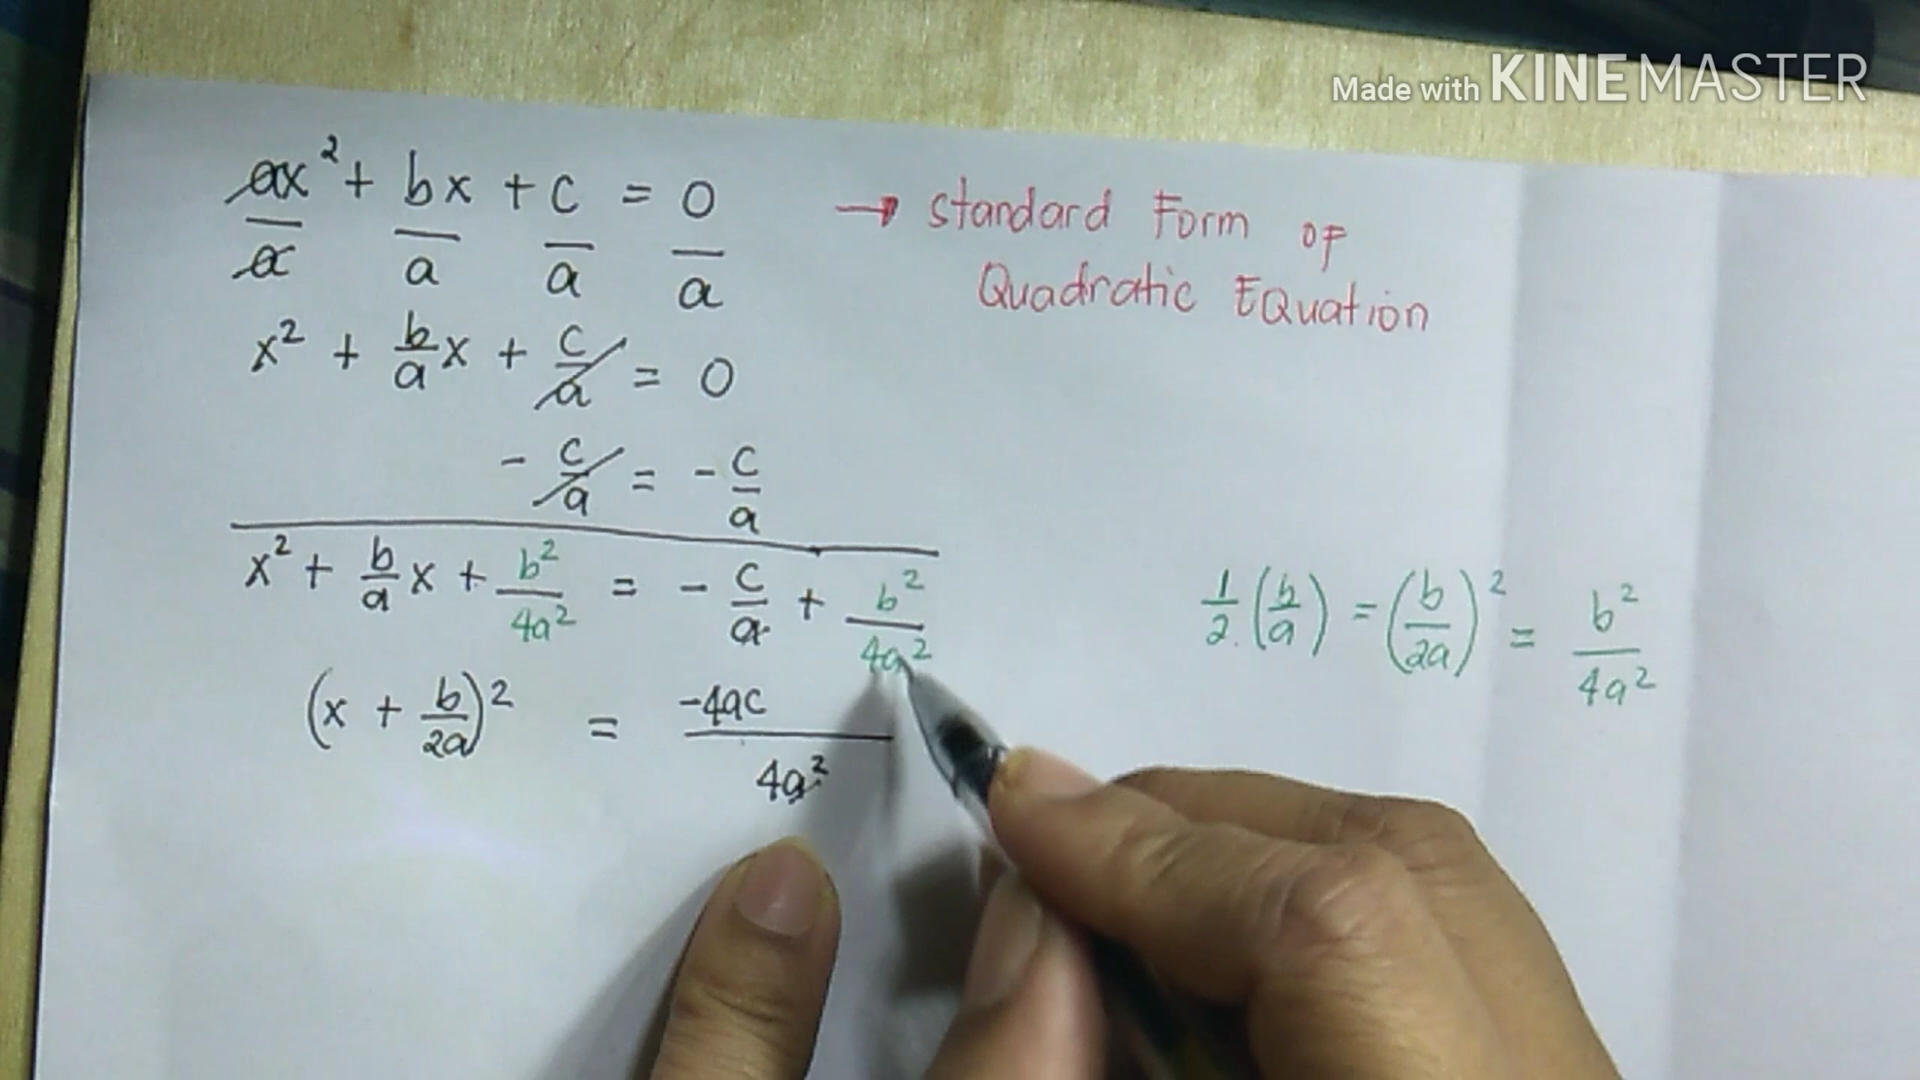 Made with KINEMASTER
ax² + bx + c = 0 → Standard Form OF
a a a a
Quadratic EQuation
x² + b/a x + c/a = 0
- c/a = - c/a
x² + b/a x + b²/4a² = - c/a + b²/4a²
1/2 . (b/a) = (b/2a)² = b²/4a²
(x + b/2a)² = -4ac/4a²